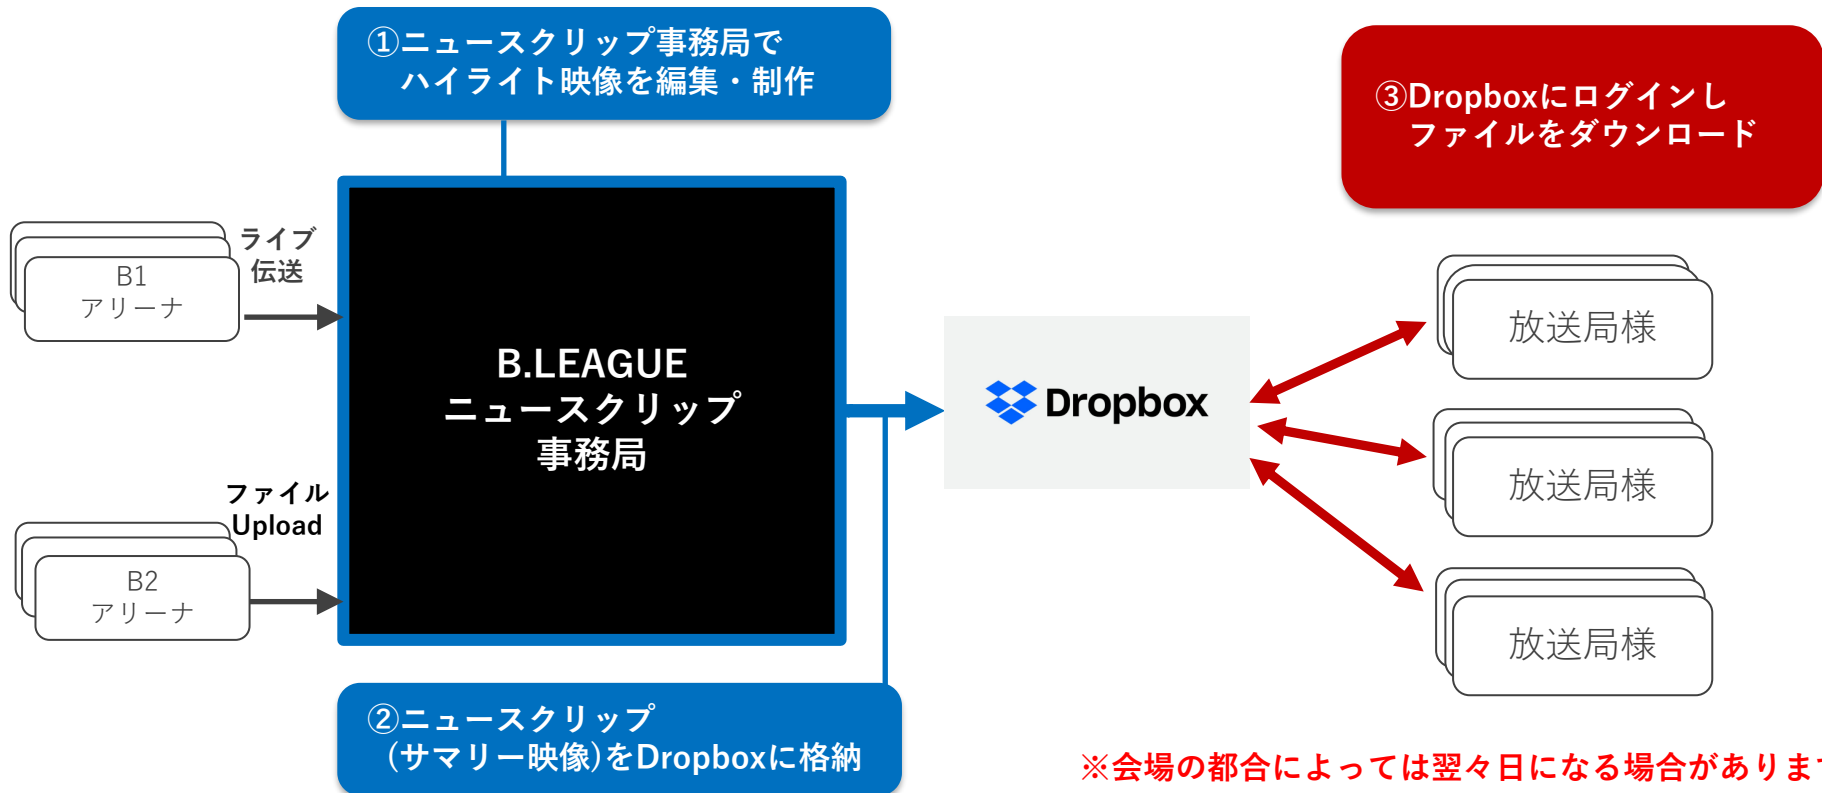 ①ニュースクリップ事務局で
ハイライト映像を編集・制作
③Dropboxにログインし
ファイルをダウンロード
ライブ
伝送
B1
アリーナ
B.LEAGUE
ニュースクリップ
事務局
Dropbox
放送局様
放送局様
ファイル
Upload
B2
アリーナ
放送局様
②ニュースクリップ
(サマリー映像)をDropboxに格納
※会場の都合によっては翌々日になる場合があります